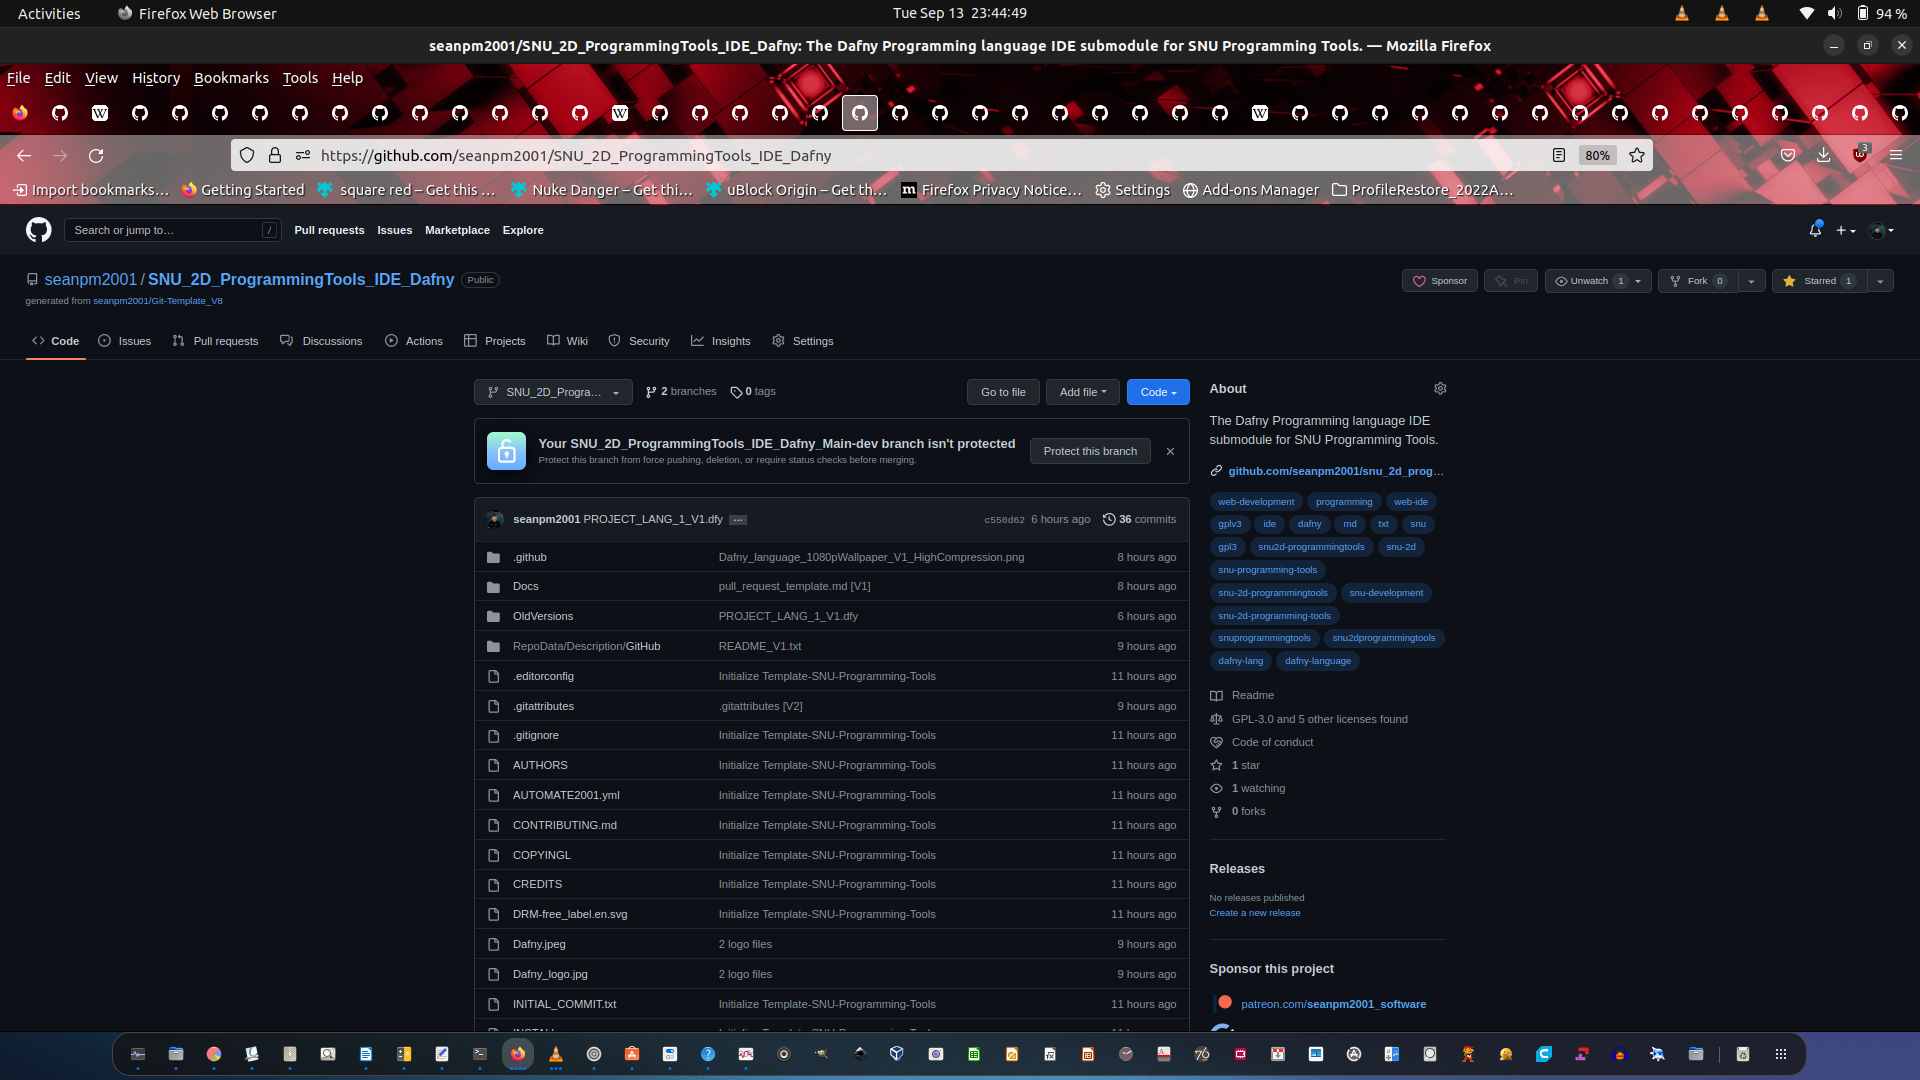 Activities
Firefox Web Browser
Tue Sep 13 23:44:49
94 %
seanpm2001/SNU_2D_ProgrammingTools_IDE_Dafny: The Dafny Programming language IDE submodule for SNU Programming Tools. — Mozilla Firefox
File Edit View History Bookmarks Tools Help
https://github.com/seanpm2001/SNU_2D_ProgrammingTools_IDE_Dafny
80%
3
Import bookmarks…
Getting Started
square red – Get this …
Nuke Danger – Get thi…
uBlock Origin – Get th…
Firefox Privacy Notice…
Settings
Add-ons Manager
ProfileRestore_2022A…
Search or jump to…
/
Pull requests Issues Marketplace Explore
seanpm2001 / SNU_2D_ProgrammingTools_IDE_Dafny Public
generated from seanpm2001/Git-Template_V8
Sponsor
Pin
Unwatch 1
Fork 0
Starred 1
Code
Issues
Pull requests
Discussions
Actions
Projects
Wiki
Security
Insights
Settings
SNU_2D_Progra…
2 branches
0 tags
Go to file
Add file
Code
Your SNU_2D_ProgrammingTools_IDE_Dafny_Main-dev branch isn't protected
Protect this branch from force pushing, deletion, or require status checks before merging.
Protect this branch
seanpm2001 PROJECT_LANG_1_V1.dfy … c550d62 6 hours ago 36 commits
.github Dafny_language_1080pWallpaper_V1_HighCompression.png 8 hours ago
Docs pull_request_template.md [V1] 8 hours ago
OldVersions PROJECT_LANG_1_V1.dfy 6 hours ago
RepoData/Description/GitHub README_V1.txt 9 hours ago
.editorconfig Initialize Template-SNU-Programming-Tools 11 hours ago
.gitattributes .gitattributes [V2] 9 hours ago
.gitignore Initialize Template-SNU-Programming-Tools 11 hours ago
AUTHORS Initialize Template-SNU-Programming-Tools 11 hours ago
AUTOMATE2001.yml Initialize Template-SNU-Programming-Tools 11 hours ago
CONTRIBUTING.md Initialize Template-SNU-Programming-Tools 11 hours ago
COPYINGL Initialize Template-SNU-Programming-Tools 11 hours ago
CREDITS Initialize Template-SNU-Programming-Tools 11 hours ago
DRM-free_label.en.svg Initialize Template-SNU-Programming-Tools 11 hours ago
Dafny.jpeg 2 logo files 9 hours ago
Dafny_logo.jpg 2 logo files 9 hours ago
INITIAL_COMMIT.txt Initialize Template-SNU-Programming-Tools 11 hours ago
About
The Dafny Programming language IDE
submodule for SNU Programming Tools.
github.com/seanpm2001/snu_2d_prog…
web-development programming web-ide
gplv3 ide dafny md txt snu
gpl3 snu2d-programmingtools snu-2d
snu-programming-tools
snu-2d-programmingtools snu-development
snu-2d-programming-tools
snuprogrammingtools snu2dprogrammingtools
dafny-lang dafny-language
Readme
GPL-3.0 and 5 other licenses found
Code of conduct
1 star
1 watching
0 forks
Releases
No releases published
Create a new release
Sponsor this project
patreon.com/seanpm2001_software